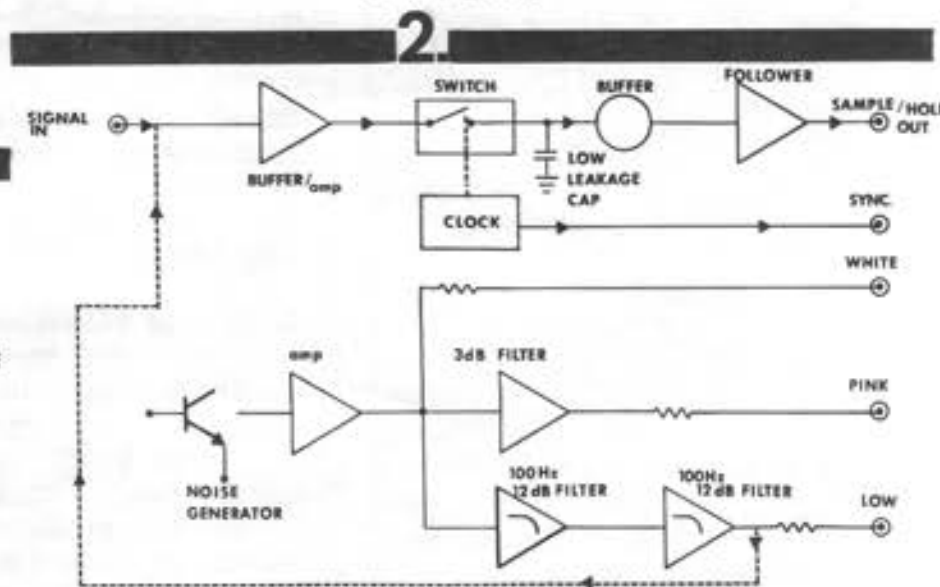 2.
SIGNAL
IN
BUFFER/amp
SWITCH
CLOCK
LOW
LEAKAGE
CAP
BUFFER
FOLLOWER
SAMPLE/HOLD
OUT
SYNC.
WHITE
amp
3dB FILTER
PINK
NOISE
GENERATOR
100Hz
12dB FILTER
100Hz
12dB FILTER
LOW